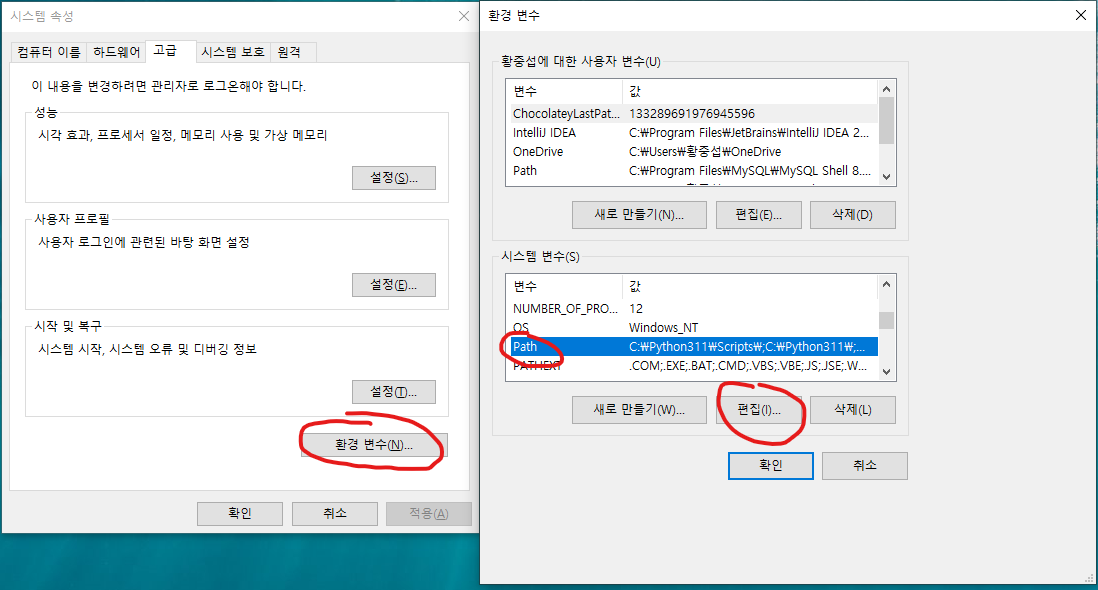 시스템 속성
컴퓨터 이름 하드웨어 고급 시스템 보호 원격
이 내용을 변경하려면 관리자로 로그온해야 합니다.
성능
시각 효과, 프로세서 일정, 메모리 사용 및 가상 메모리
설정(S)...
사용자 프로필
사용자 로그인에 관련된 바탕 화면 설정
설정(E)...
시작 및 복구
시스템 시작, 시스템 오류 및 디버깅 정보
설정(T)...
환경 변수(N)...
확인 취소 적용(A)
환경 변수
황중섭에 대한 사용자 변수(U)
변수 값
ChocolateyLastPat... 133289691976945596
IntelliJ IDEA C:₩Program Files₩JetBrains₩IntelliJ IDEA 2...
OneDrive C:₩Users₩황중섭₩OneDrive
Path C:₩Program Files₩MySQL₩MySQL Shell 8....
새로 만들기(N)... 편집(E)... 삭제(D)
시스템 변수(S)
변수 값
NUMBER_OF_PRO... 12
OS Windows_NT
Path C:₩Python311₩Scripts₩;C:₩Python311₩;...
PATHEXT .COM;.EXE;.BAT;.CMD;.VBS;.VBE;.JS;.JSE;.W...
새로 만들기(W)... 편집(I)... 삭제(L)
확인 취소